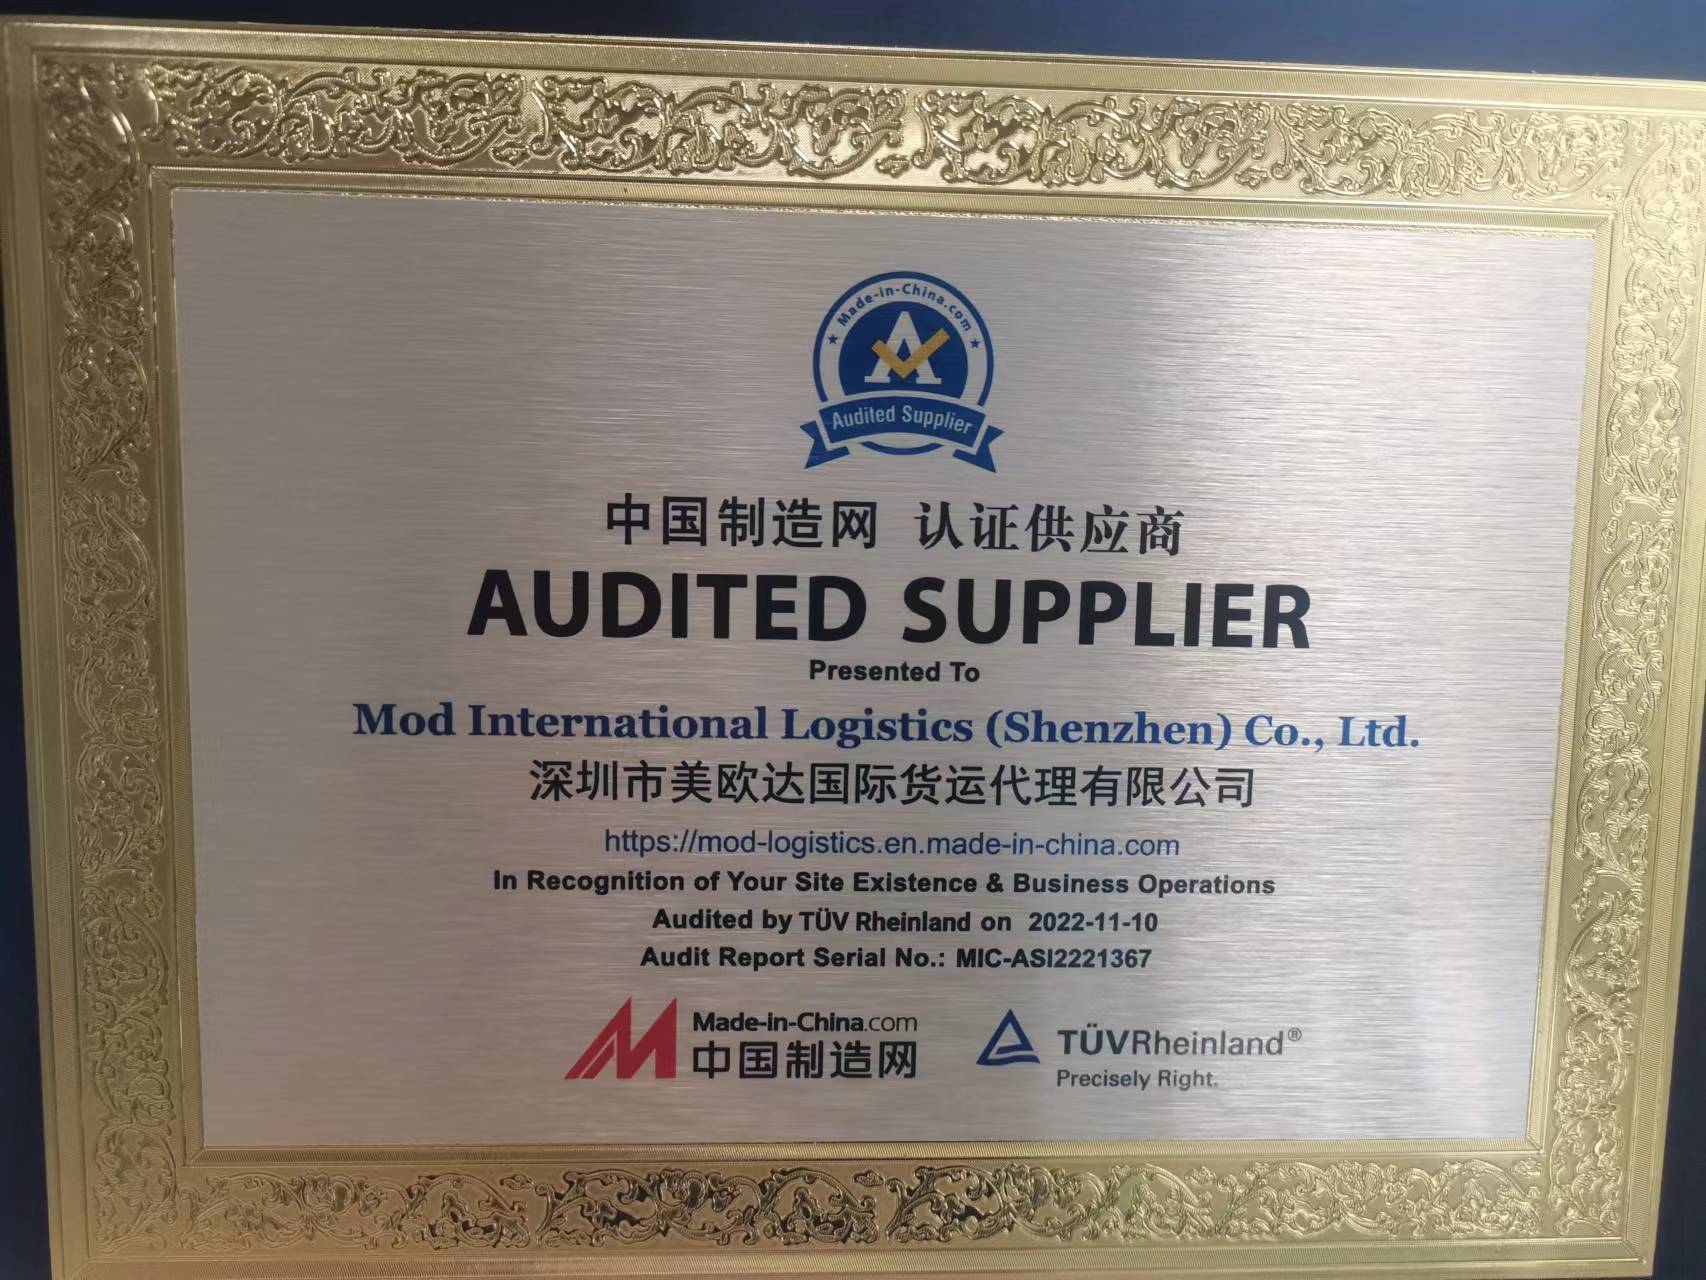 Made-in-China.com
A
Audited Supplier
中国制造网 认证供应商
AUDITED SUPPLIER
Presented To
Mod International Logistics (Shenzhen) Co., Ltd.
深圳市美欧达国际货运代理有限公司
https://mod-logistics.en.made-in-china.com
In Recognition of Your Site Existence & Business Operations
Audited by TÜV Rheinland on 2022-11-10
Audit Report Serial No.: MIC-ASI2221367
Made-in-China.com
中国制造网
TÜVRheinland®
Precisely Right.